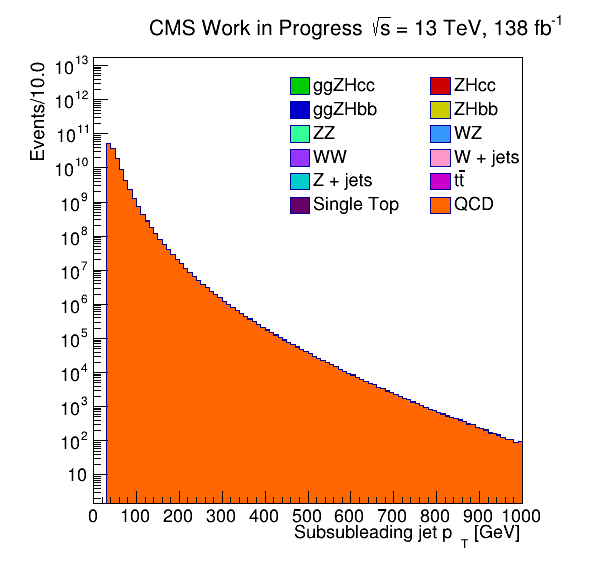 CMS Work in Progress √s = 13 TeV, 138 fb⁻¹
Events/10.0
10¹³
10¹²
10¹¹
10¹⁰
10⁹
10⁸
10⁷
10⁶
10⁵
10⁴
10³
10²
10
ggZHcc ZHcc
ggZHbb ZHbb
ZZ WZ
WW W + jets
Z + jets tt̄
Single Top QCD
0 100 200 300 400 500 600 700 800 900 1000
Subsubleading jet p_T [GeV]